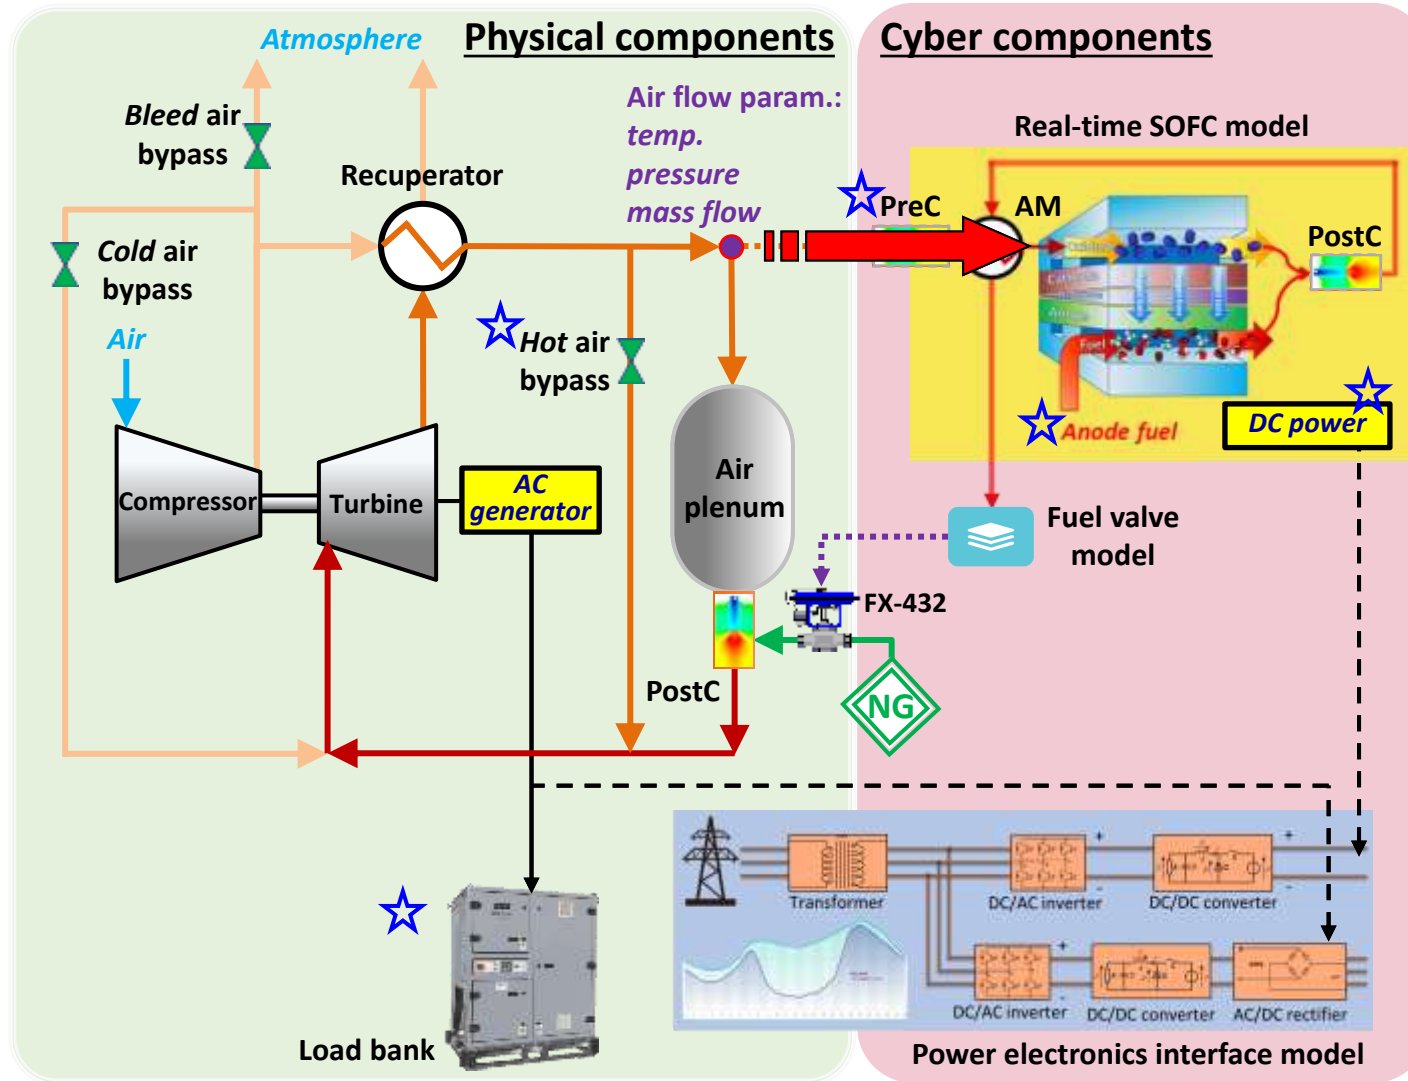 Physical components
Cyber components
Atmosphere
Bleed air
bypass
Air flow param.:
temp.
pressure
mass flow
Real-time SOFC model
Recuperator
PreC
AM
PostC
Cold air
bypass
Air
Hot air
bypass
Fuel
Anode fuel
DC power
Compressor
Turbine
AC
generator
Air
plenum
Fuel valve
model
FX-432
PostC
NG
Transformer
DC/AC inverter
DC/DC converter
+
-
+
-
DC/AC inverter
DC/DC converter
AC/DC rectifier
+
-
+
-
Load bank
Power electronics interface model